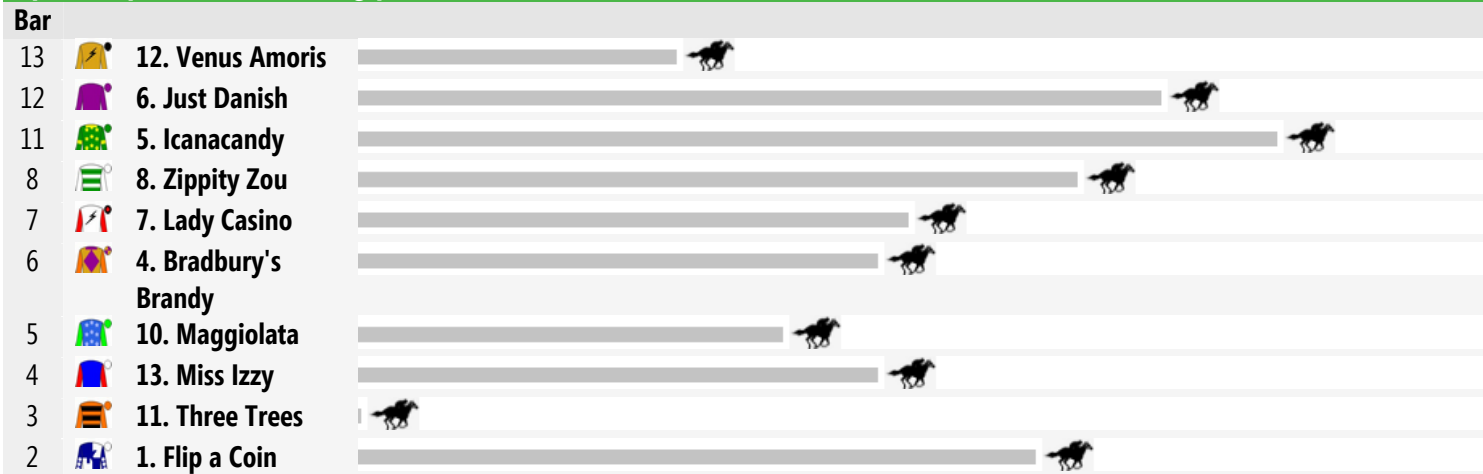 Bar
13 12. Venus Amoris
12 6. Just Danish
11 5. Icanacandy
8 8. Zippity Zou
7 7. Lady Casino
6 4. Bradbury's
Brandy
5 10. Maggiolata
4 13. Miss Izzy
3 11. Three Trees
2 1. Flip a Coin